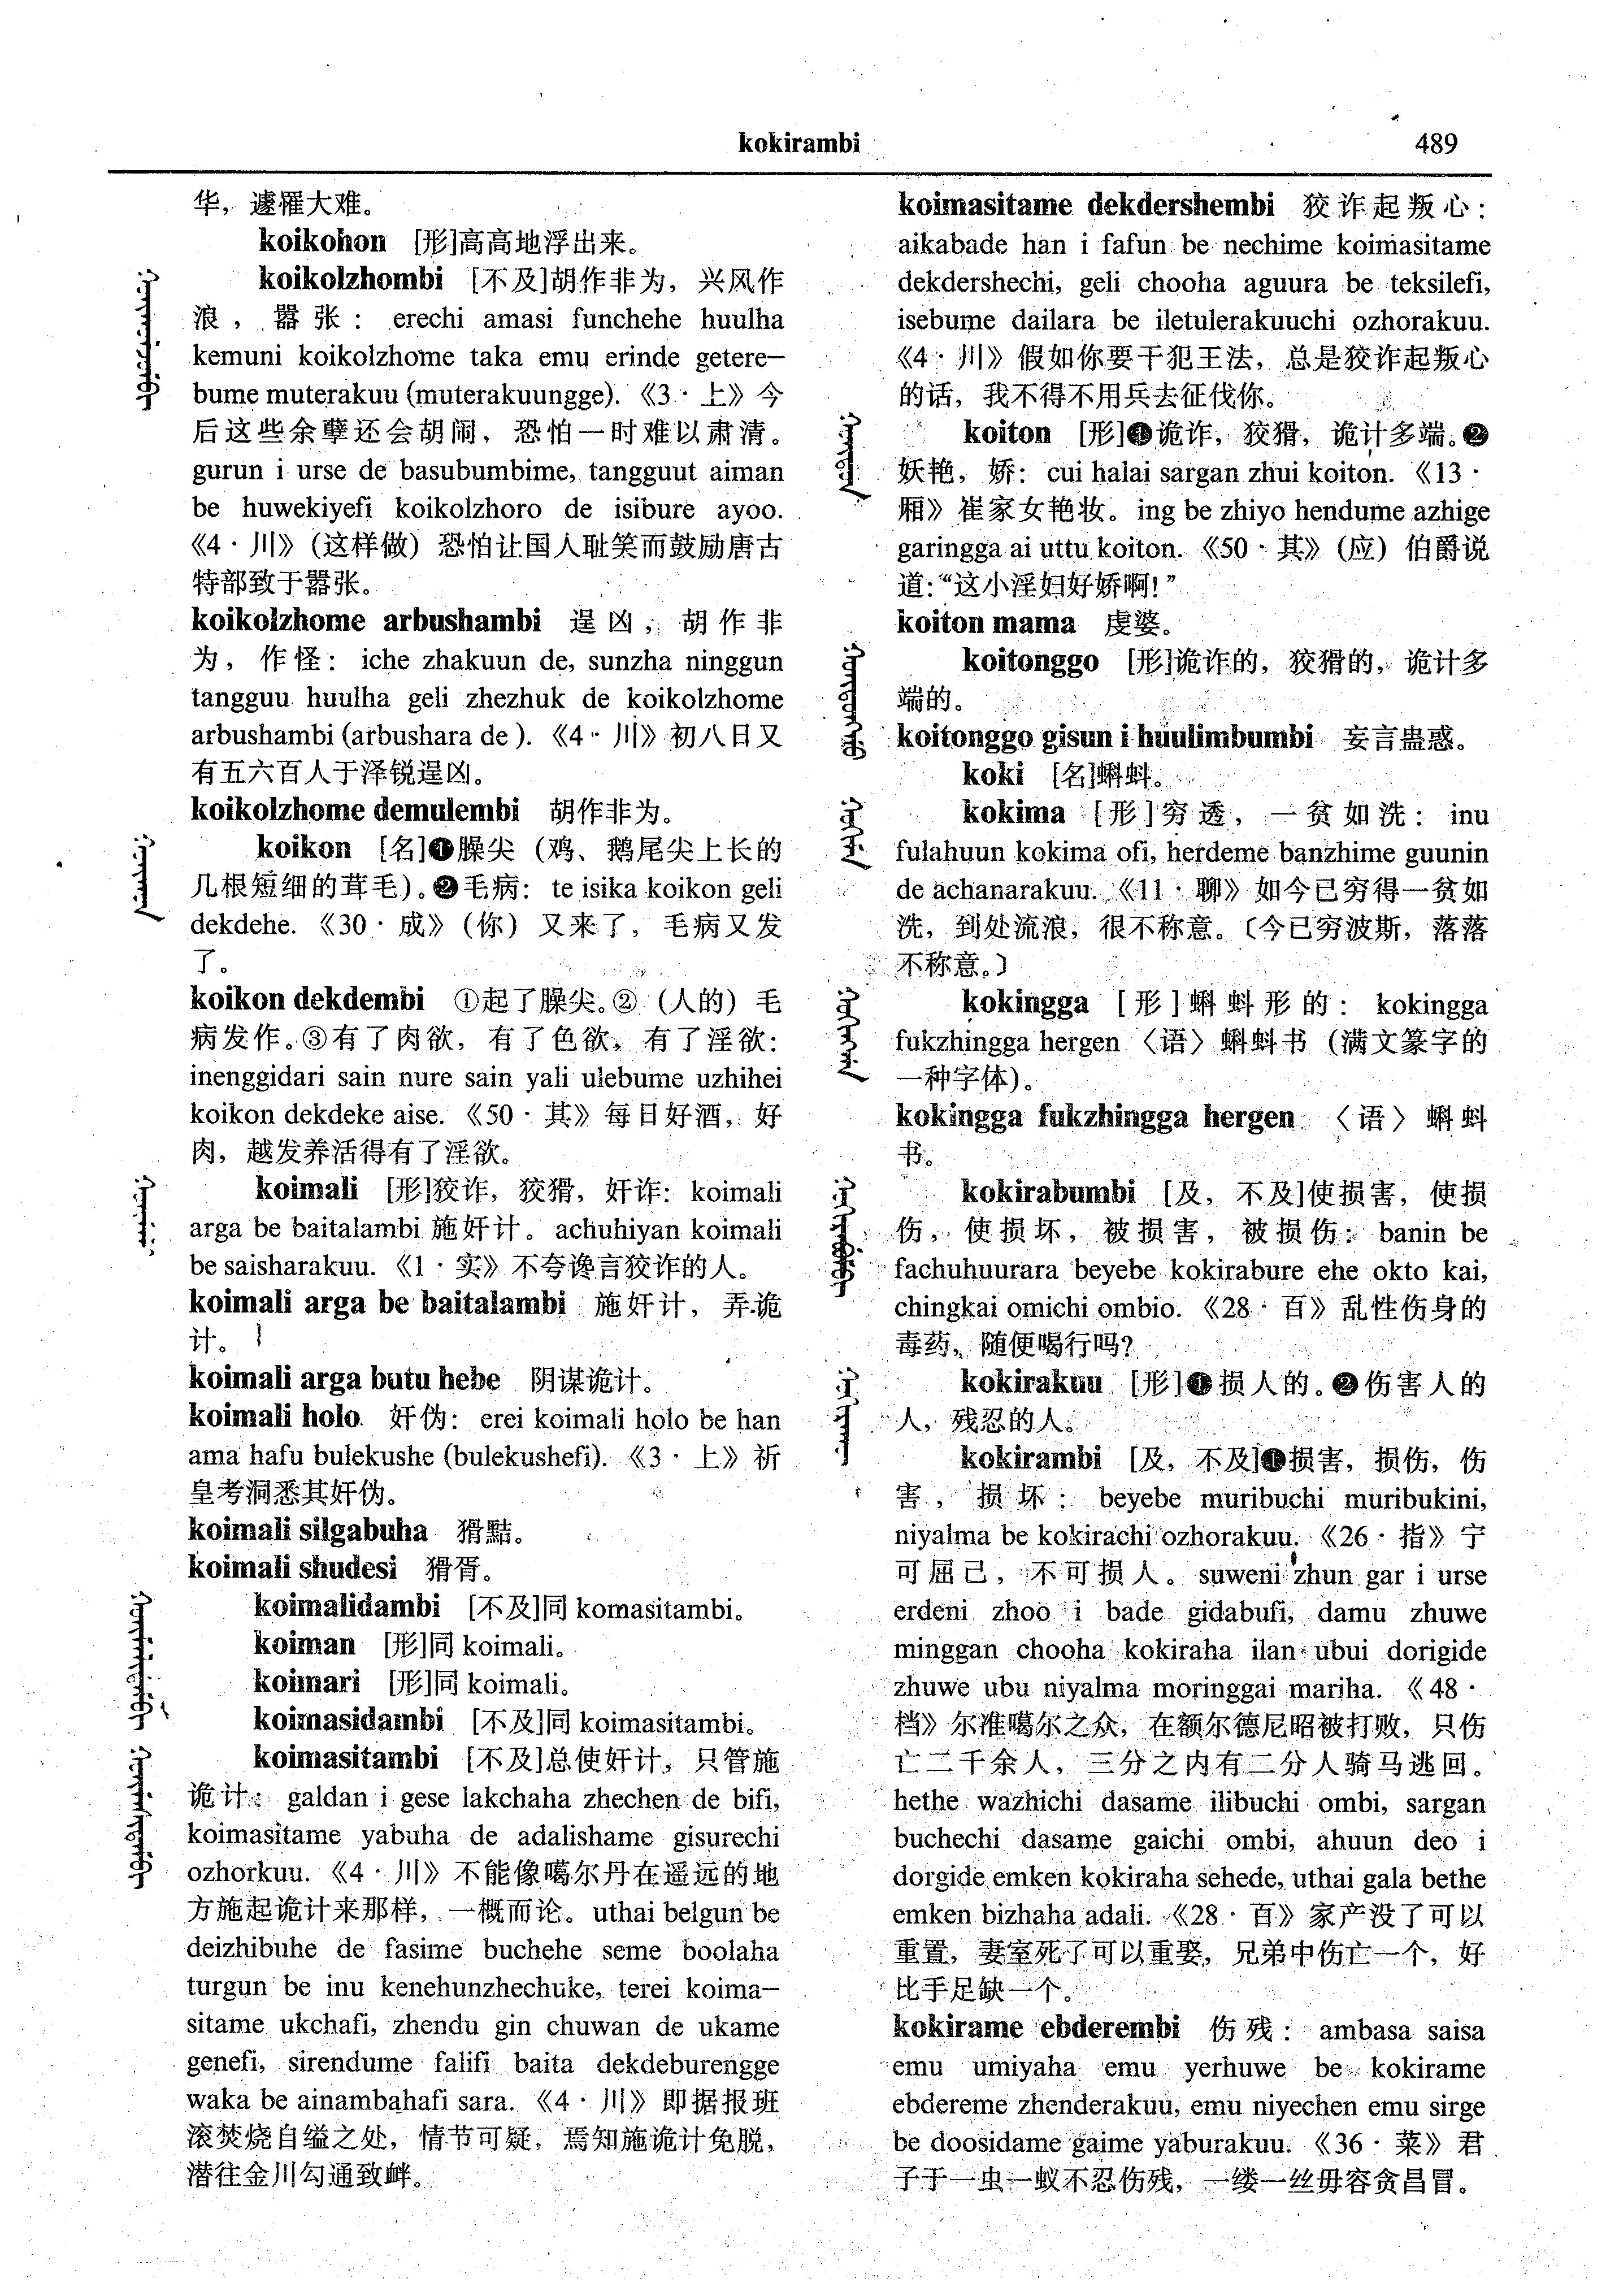 kokirambi
489
华，遽罹大难。
koikohon [形]高高地浮出来。
koikolzhombi [不及]胡作非为，兴风作
浪，嚣张：erechi amasi funchehe huulha
kemuni koikolzhome taka emu erinde getere-
bume muterakuu (muterakuungge).《3·上》今
后这些余孽还会胡闹，恐怕一时难以肃清。
gurun i urse de basubumbime, tangguut aiman
be huwekiyefi koikolzhoro de isibure ayoo.
《4·川》（这样做）恐怕让国人耻笑而鼓励唐古
特部致于嚣张。
koikolzhome arbushambi 逞凶，胡作非
为，作怪：iche zhakuun de, sunzha ninggun
tangguu huulha geli zhezhuk de koikolzhome
arbushambi (arbushara de ).《4·川》初八日又
有五六百人于泽锐逞凶。
koikolzhome demulembi 胡作非为。
koikon [名]❶臊尖（鸡、鹅尾尖上长的
几根短细的茸毛）。❷毛病：te isika koikon geli
dekdehe.《30·成》（你）又来了，毛病又发
了。
koikon dekdembi ①起了臊尖。②（人的）毛
病发作。③有了肉欲，有了色欲，有了淫欲：
inenggidari sain nure sain yali ulebume uzhihei
koikon dekdeke aise.《50·其》每日好酒，好
肉，越发养活得有了淫欲。
koimali [形]狡诈，狡猾，奸诈：koimali
arga be baitalambi 施奸计。achuhiyan koimali
be saisharakuu.《1·实》不夸谗言狡诈的人。
koimali arga be baitalambi 施奸计，弄诡
计。
koimali arga butu hebe 阴谋诡计。
koimali holo 奸伪：erei koimali holo be han
ama hafu bulekushe (bulekushefi).《3·上》祈
皇考洞悉其奸伪。
koimali silgabuha 猾黠。
koimali shudesi 猾胥。
koimalidambi [不及]同 komasitambi。
koiman [形]同 koimali。
koimari [形]同 koimali。
koimasidambi [不及]同 koimasitambi。
koimasitambi [不及]总使奸计，只管施
诡计：galdan i gese lakchaha zhechen de bifi,
koimasitame yabuha de adalishame gisurechi
ozhorkuu.《4·川》不能像噶尔丹在遥远的地
方施起诡计来那样，一概而论。uthai belgun be
deizhibuhe de fasime buchehe seme boolaha
turgun be inu kenehunzhechuke, terei koima-
sitame ukchafi, zhendu gin chuwan de ukame
genefi, sirendume falifi baita dekdeburengge
waka be ainambahafi sara.《4·川》即据报班
滚焚烧自缢之处，情节可疑，焉知施诡计免脱，
潜往金川勾通致衅。
koimasitame dekdershembi 狡诈起叛心：
aikabade han i fafun be nechime koimasitame
dekdershechi, geli chooha aguura be teksilefi,
isebume dailara be iletulerakuuchi ozhorakuu.
《4·川》假如你要干犯王法，总是狡诈起叛心
的话，我不得不用兵去征伐你。
koiton [形]❶诡诈，狡猾，诡计多端。❷
妖艳，娇：cui halai sargan zhui koiton.《13·
厢》崔家女艳妆。ing be zhiyo hendume azhige
garingga ai uttu koiton.《50·其》（应）伯爵说
道：“这小淫妇好娇啊！”
koiton mama 虔婆。
koitonggo [形]诡诈的，狡猾的，诡计多
端的。
koitonggo gisun i huulimbumbi 妄言蛊惑。
koki [名]蝌蚪。
kokima [形]穷透，一贫如洗：inu
fulahuun kokima ofi, herdeme banzhime guunin
de achanarakuu.《11·聊》如今已穷得一贫如
洗，到处流浪，很不称意。〔今已穷波斯，落落
不称意。〕
kokingga [形]蝌蚪形的：kokingga
fukzhingga hergen〈语〉蝌蚪书（满文篆字的
一种字体）。
kokingga fukzhingga hergen〈语〉蝌蚪
书。
kokirabumbi [及，不及]使损害，使损
伤，使损坏，被损害，被损伤：banin be
fachuhuurara beyebe kokirabure ehe okto kai,
chingkai omichi ombio.《28·百》乱性伤身的
毒药，随便喝行吗？
kokirakuu [形]❶损人的。❷伤害人的
人，残忍的人。
kokirambi [及，不及]❶损害，损伤，伤
害，损坏：beyebe muribuchi muribukini,
niyalma be kokirachi ozhorakuu.《26·指》宁
可屈己，不可损人。suweni zhun gar i urse
erdeni zhoo i bade gidabufi, damu zhuwe
minggan chooha kokiraha ilan ubui dorigide
zhuwe ubu niyalma moringgai mariha.《48·
档》尔准噶尔之众，在额尔德尼昭被打败，只伤
亡二千余人，三分之内有二分人骑马逃回。
hethe wazhichi dasame ilibuchi ombi, sargan
buchechi dasame gaichi ombi, ahuun deo i
dorgide emken kokiraha sehede, uthai gala bethe
emken bizhaha adali.《28·百》家产没了可以
重置，妻室死了可以重娶，兄弟中伤亡一个，好
比手足缺一个。
kokirame ebderembi 伤残：ambasa saisa
emu umiyaha emu yerhuwe be kokirame
ebdereme zhenderakuu, emu niyechen emu sirge
be doosidame gaime yaburakuu.《36·菜》君
子于一虫一蚁不忍伤残，一缕一丝毋容贪昌冒。